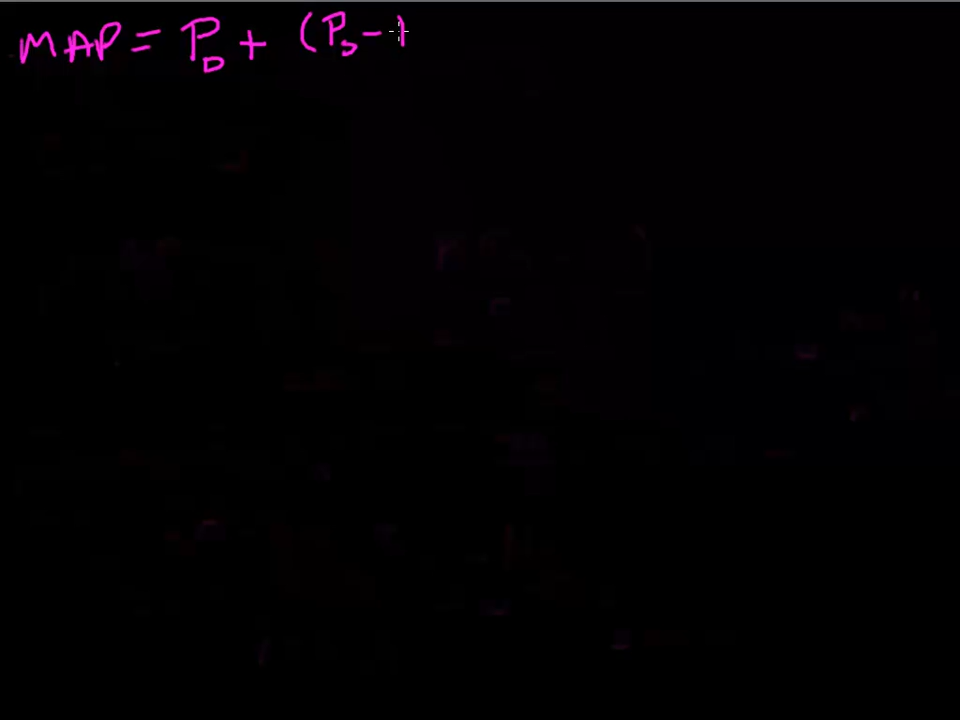 MAP = P_D + (P_S -